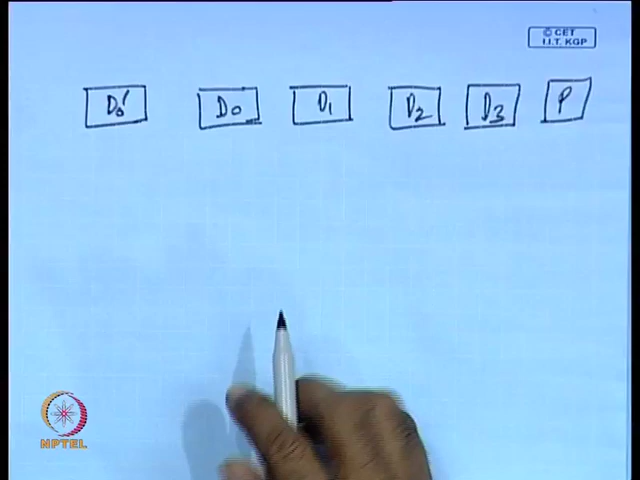 © CET
I.I.T. KGP
D₀' D₀ D₁ D₂ D₃ P
NPTEL